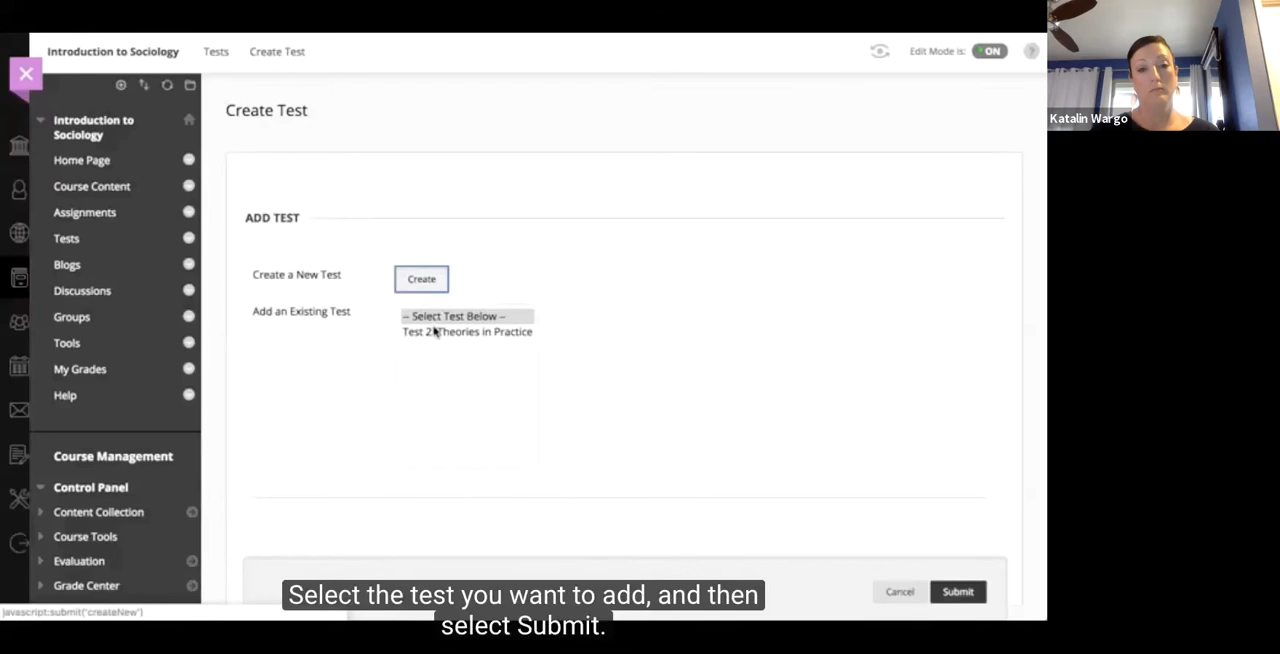 Introduction to Sociology Tests Create Test Edit Mode is: ON ?
Katalin Wargo
Create Test
Introduction to
Sociology
Home Page
Course Content
Assignments
Tests
Blogs
Discussions
Groups
Tools
My Grades
Help
Course Management
Control Panel
Content Collection
Course Tools
Evaluation
Grade Center
ADD TEST
Create a New Test Create
Add an Existing Test
-- Select Test Below --
Test 2 Theories in Practice
Cancel Submit
Select the test you want to add, and then
select Submit.
javascript:submit('createNew')